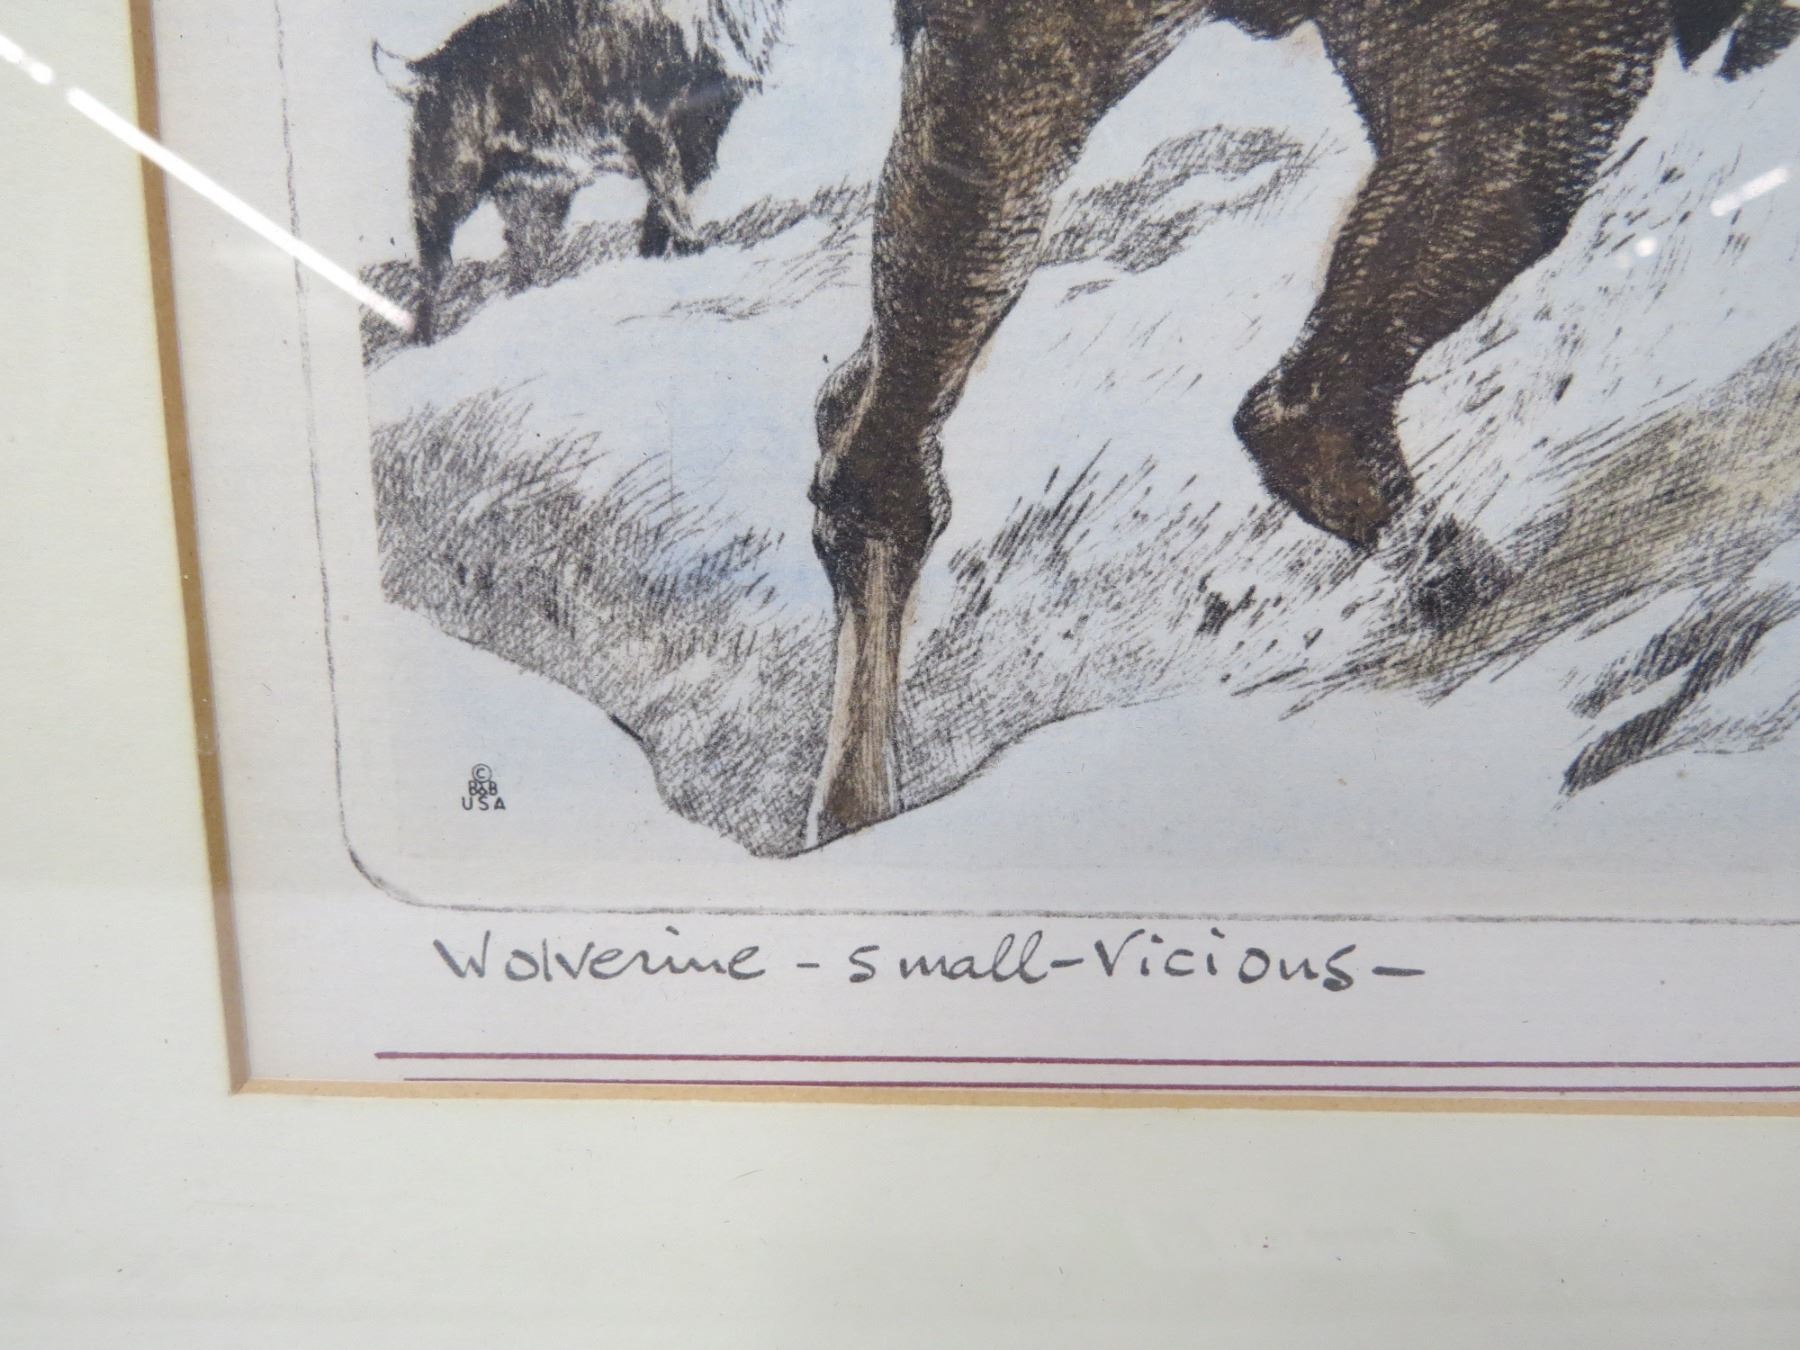 ©
B&B
USA
Wolverine - small-Vicious-